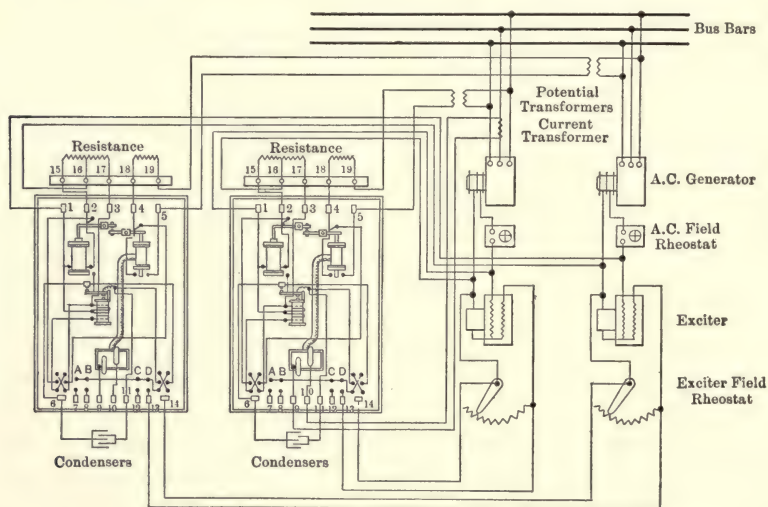 Bus Bars
Potential
Transformers
Current
Transformer
Resistance
15 16 17 18 19
Resistance
15 16 17 18 19
A.C. Generator
1 2 3 4 5
1 2 3 4 5
A.C. Field
Rheostat
Exciter
A B C D
A B C D
Exciter Field
Rheostat
6 7 8 9 10 11 12 13 14
6 7 8 9 10 11 12 13 14
Condensers
Condensers